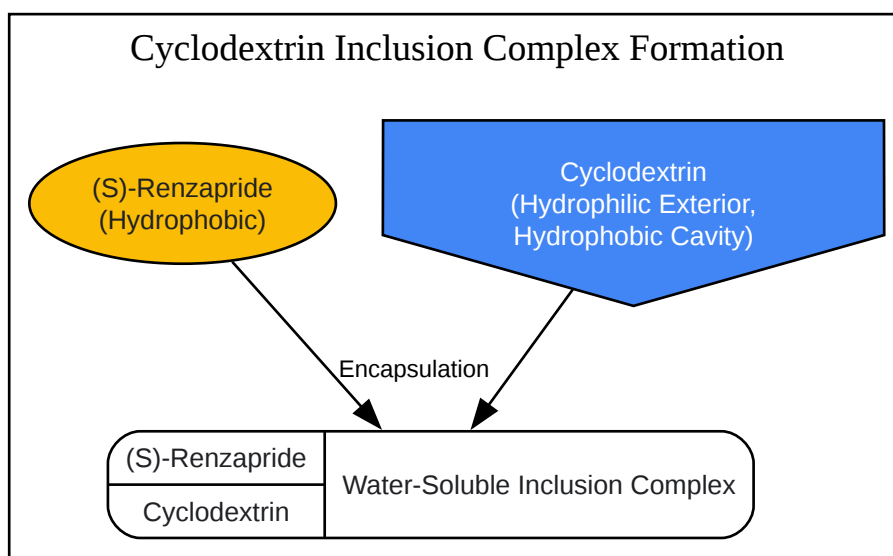 Cyclodextrin Inclusion Complex Formation
(S)-Renzapride
(Hydrophobic)
Cyclodextrin
(Hydrophilic Exterior,
Hydrophobic Cavity)
Encapsulation
(S)-Renzapride
Cyclodextrin
Water-Soluble Inclusion Complex